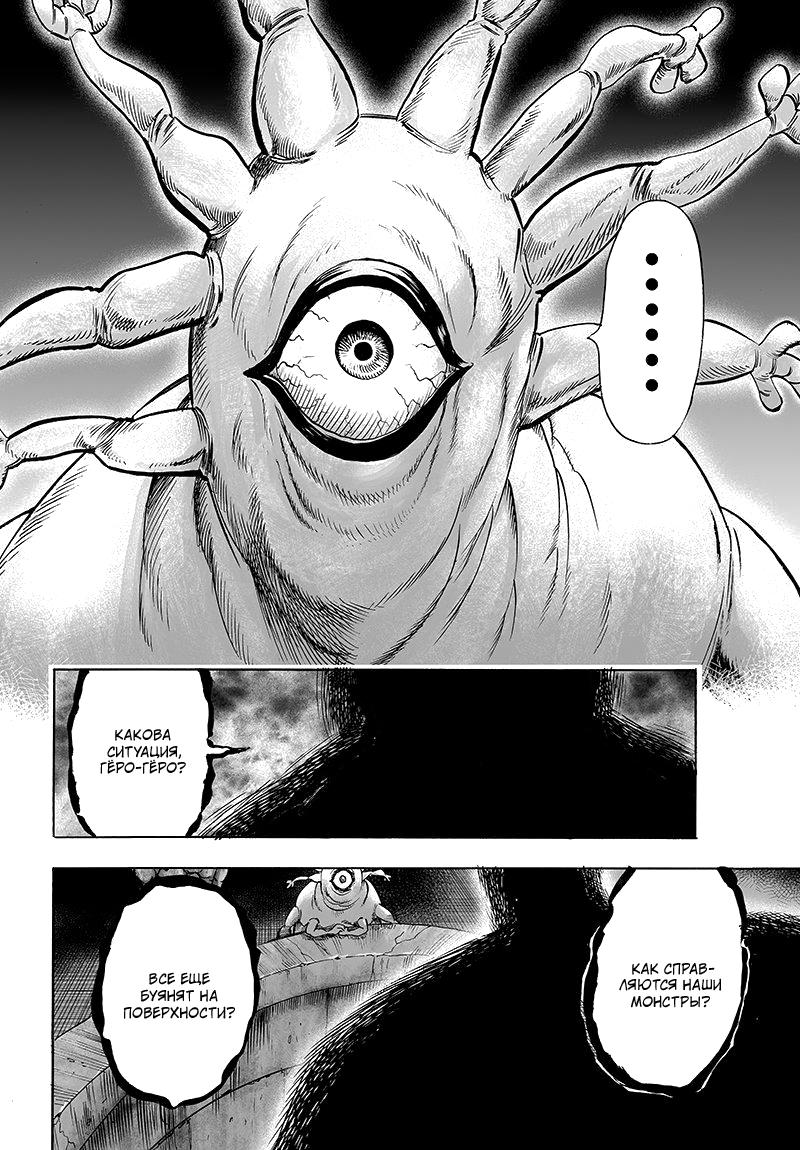 ......
КАКОВА
СИТУАЦИЯ,
ГЁРО-ГЁРО?
КАК СПРАВ-
ЛЯЮТСЯ НАШИ
МОНСТРЫ?
ВСЕ ЕЩЕ
БУЯНЯТ НА
ПОВЕРХНОСТИ?